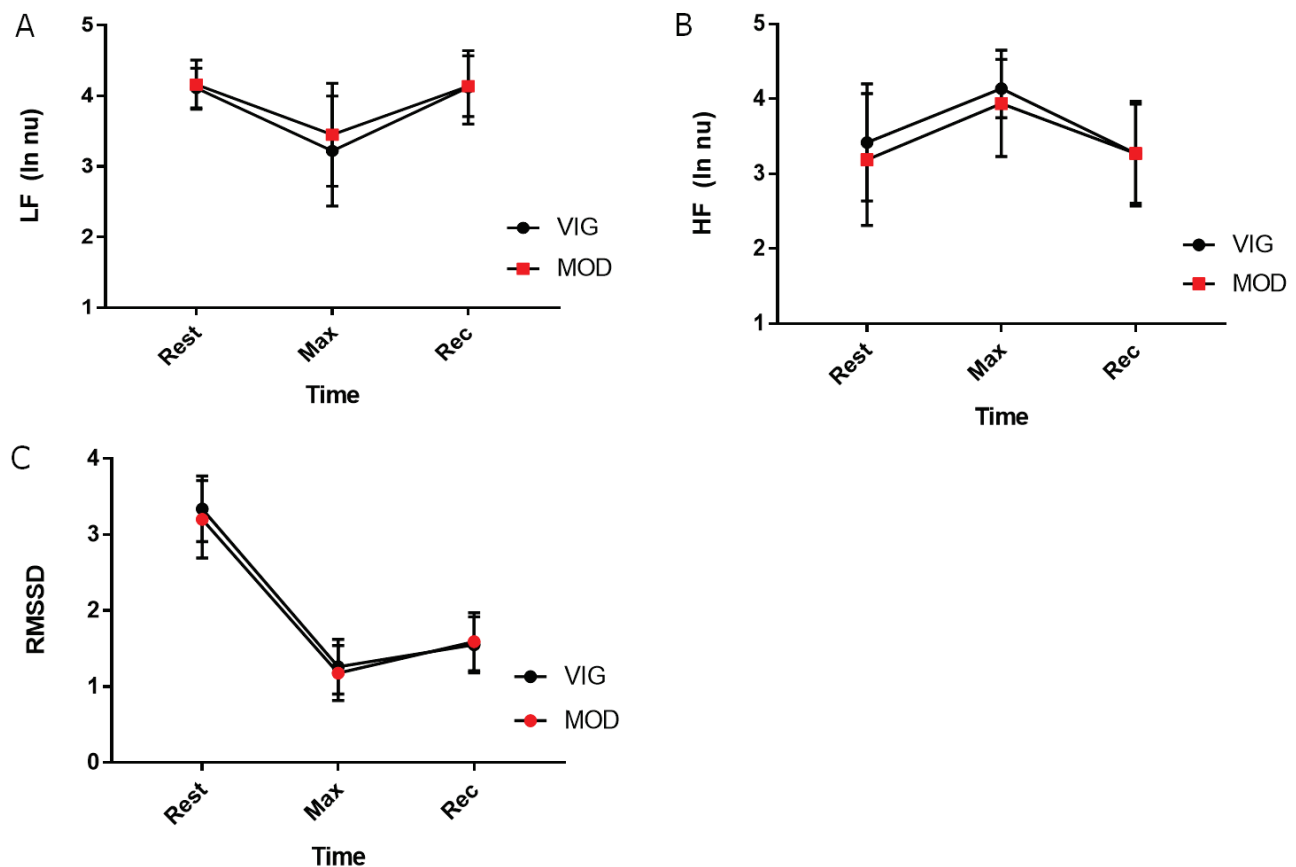 A
5
4
3
2
1
LF (ln nu)
Rest
Max
Rec
Time
VIG
MOD
B
5
4
3
2
1
HF (ln nu)
Rest
Max
Rec
Time
VIG
MOD
C
4
3
2
1
0
RMSSD
Rest
Max
Rec
Time
VIG
MOD